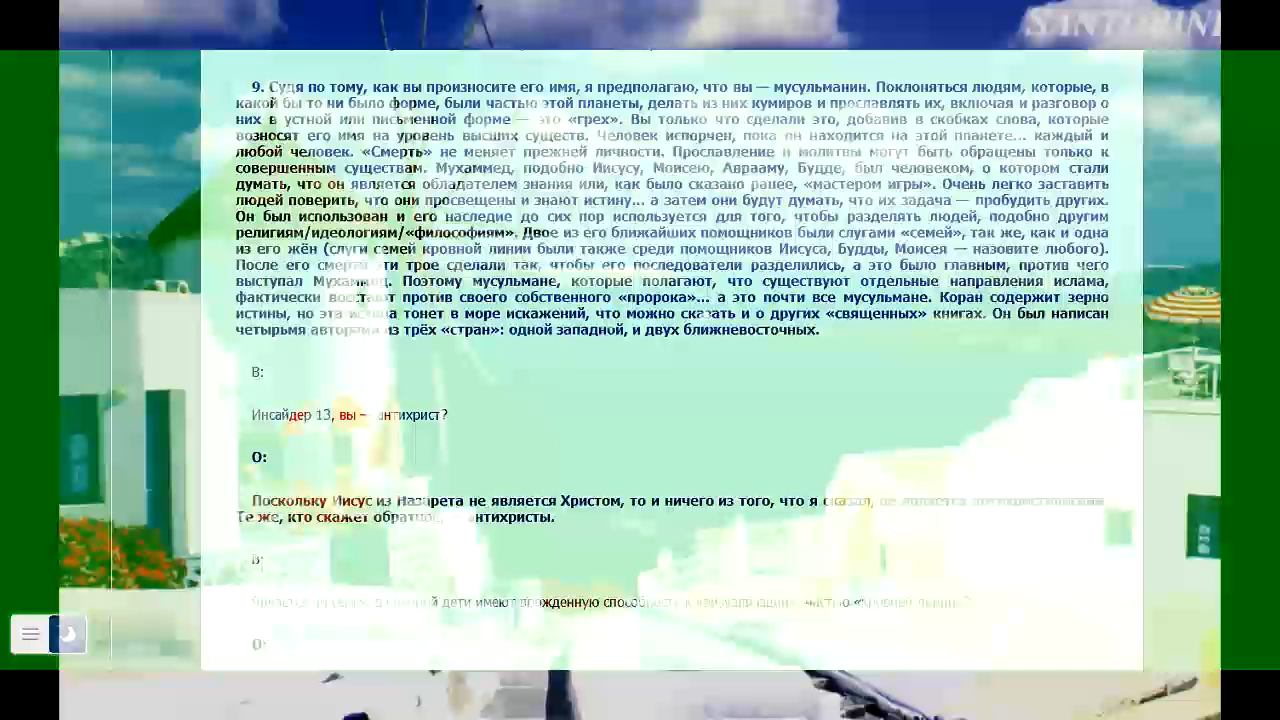 SANTORINI
9. Судя по тому, как вы произносите его имя, я предполагаю, что вы — мусульманин. Поклоняться людям, которые, в
какой бы то ни было форме, были частью этой планеты, делать из них кумиров и прославлять их, включая и разговор о
них в устной или письменной форме — это «грех». Вы только что сделали это, добавив в скобках слова, которые
возносят его имя на уровень высших существ. Человек испорчен, пока он находится на этой планете... каждый и
любой человек. «Смерть» не меняет прежней личности. Прославление и молитвы могут быть обращены только к
совершенным существам. Мухаммед, подобно Иисусу, Моисею, Аврааму, Будде, был человеком, о котором стали
думать, что он является обладателем знания или, как было сказано ранее, «мастером игры». Очень легко заставить
людей поверить, что они просвещены и знают истину... а затем они будут думать, что их задача — пробудить других.
Он был использован и его наследие до сих пор используется для того, чтобы разделять людей, подобно другим
религиям/идеологиям/«философиям». Двое из его ближайших помощников были слугами «семей», так же, как и одна
из его жён (слуги семей кровной линии были также среди помощников Иисуса, Будды, Моисея — назовите любого).
После его смерти эти трое сделали так, чтобы его последователи разделились, а это было главным, против чего
выступал Мухаммед. Поэтому мусульмане, которые полагают, что существуют отдельные направления ислама,
фактически восстают против своего собственного «пророка»... а это почти все мусульмане. Коран содержит зерно
истины, но эта истина тонет в море искажений, что можно сказать и о других «священных» книгах. Он был написан
четырьмя авторами из трёх «стран»: одной западной, и двух ближневосточных.
В:
Инсайдер 13, вы – антихрист?
О:
Поскольку Иисус из Назарета не является Христом, то и ничего из того, что я сказал, не является
Те же, кто скажет обратное, антихристы.
В:
дети имеют врожденную способность частью «кровной линии»?
О: